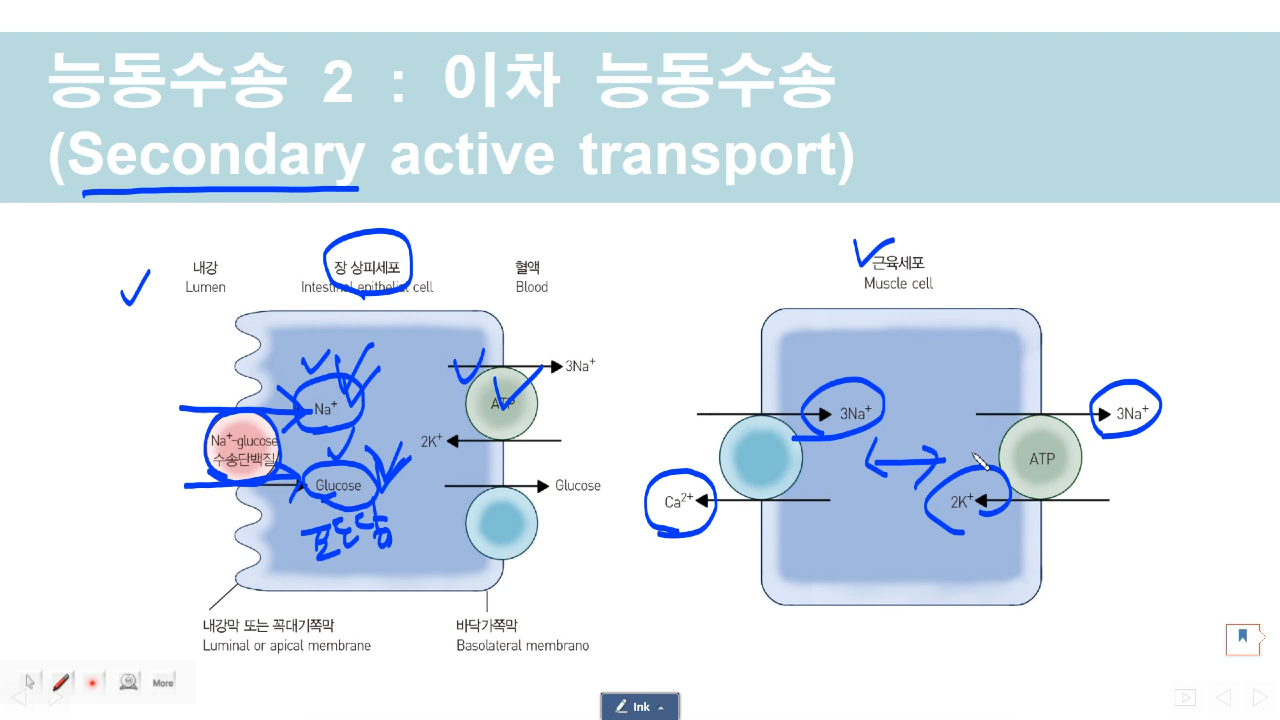 능동수송 2 : 이차 능동수송
(Secondary active transport)
내강
Lumen
장 상피세포
Intestinal epithelial cell
혈액
Blood
Na⁺
Na⁺-glucose
수송단백질
Glucose
포도당
ATP
3Na⁺
2K⁺
Glucose
내강막 또는 꼭대기쪽막
Luminal or apical membrane
바닥가쪽막
Basolateral membrano
근육세포
Muscle cell
3Na⁺
Ca²⁺
3Na⁺
ATP
2K⁺
More
Ink